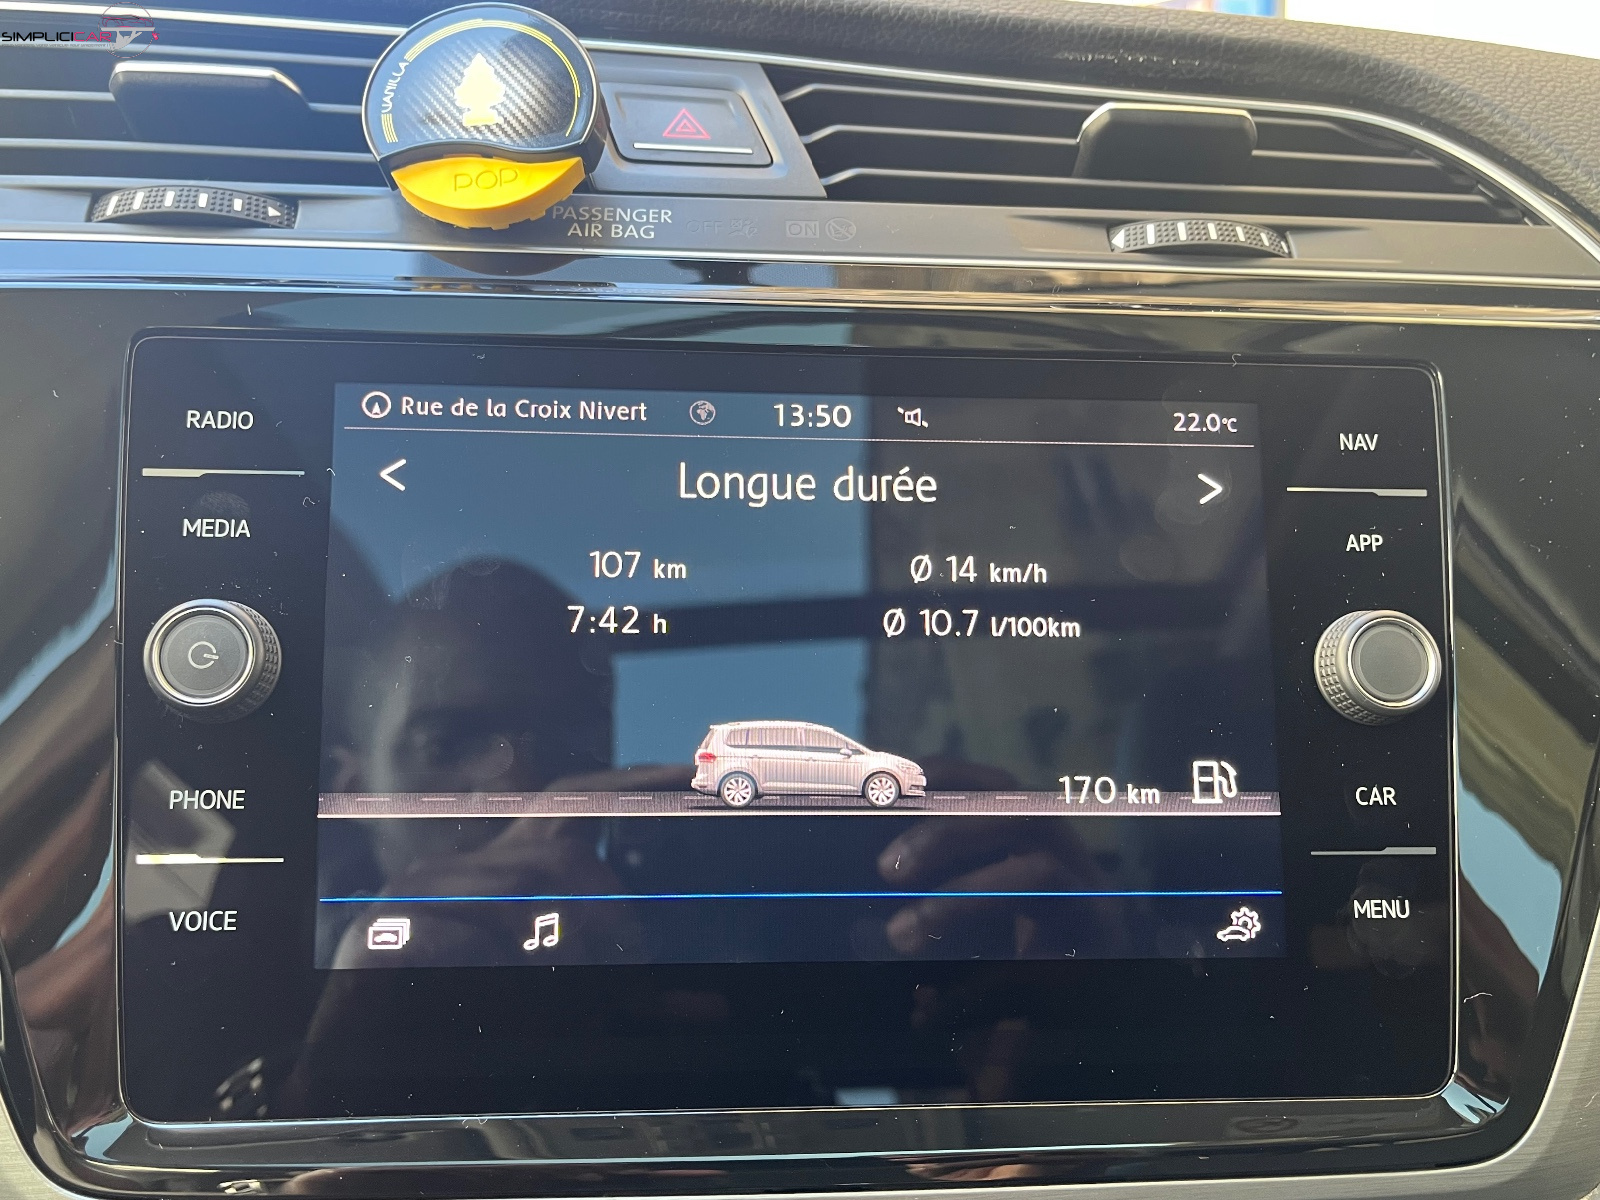 SIMPLICICAR
VANILLA
POP
PASSENGER
AIR BAG
OFF
ON
RADIO
MEDIA
PHONE
VOICE
Rue de la Croix Nivert
13:50
22.0°C
<
Longue durée
>
107 km
Ø 14 km/h
7:42 h
Ø 10.7 l/100km
170 km
NAV
APP
CAR
MENU